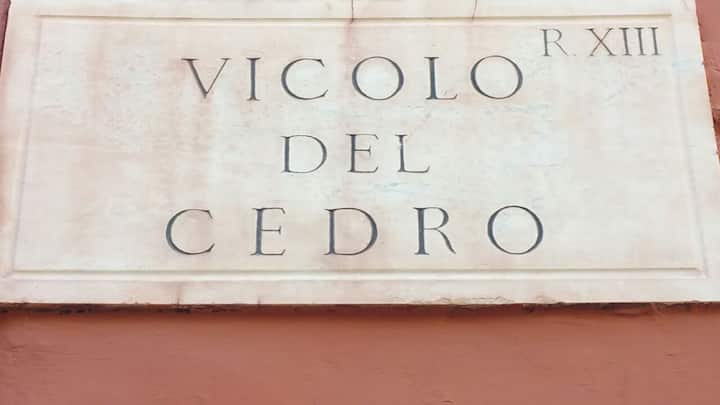 R. XIII
VICOLO
DEL
CEDRO